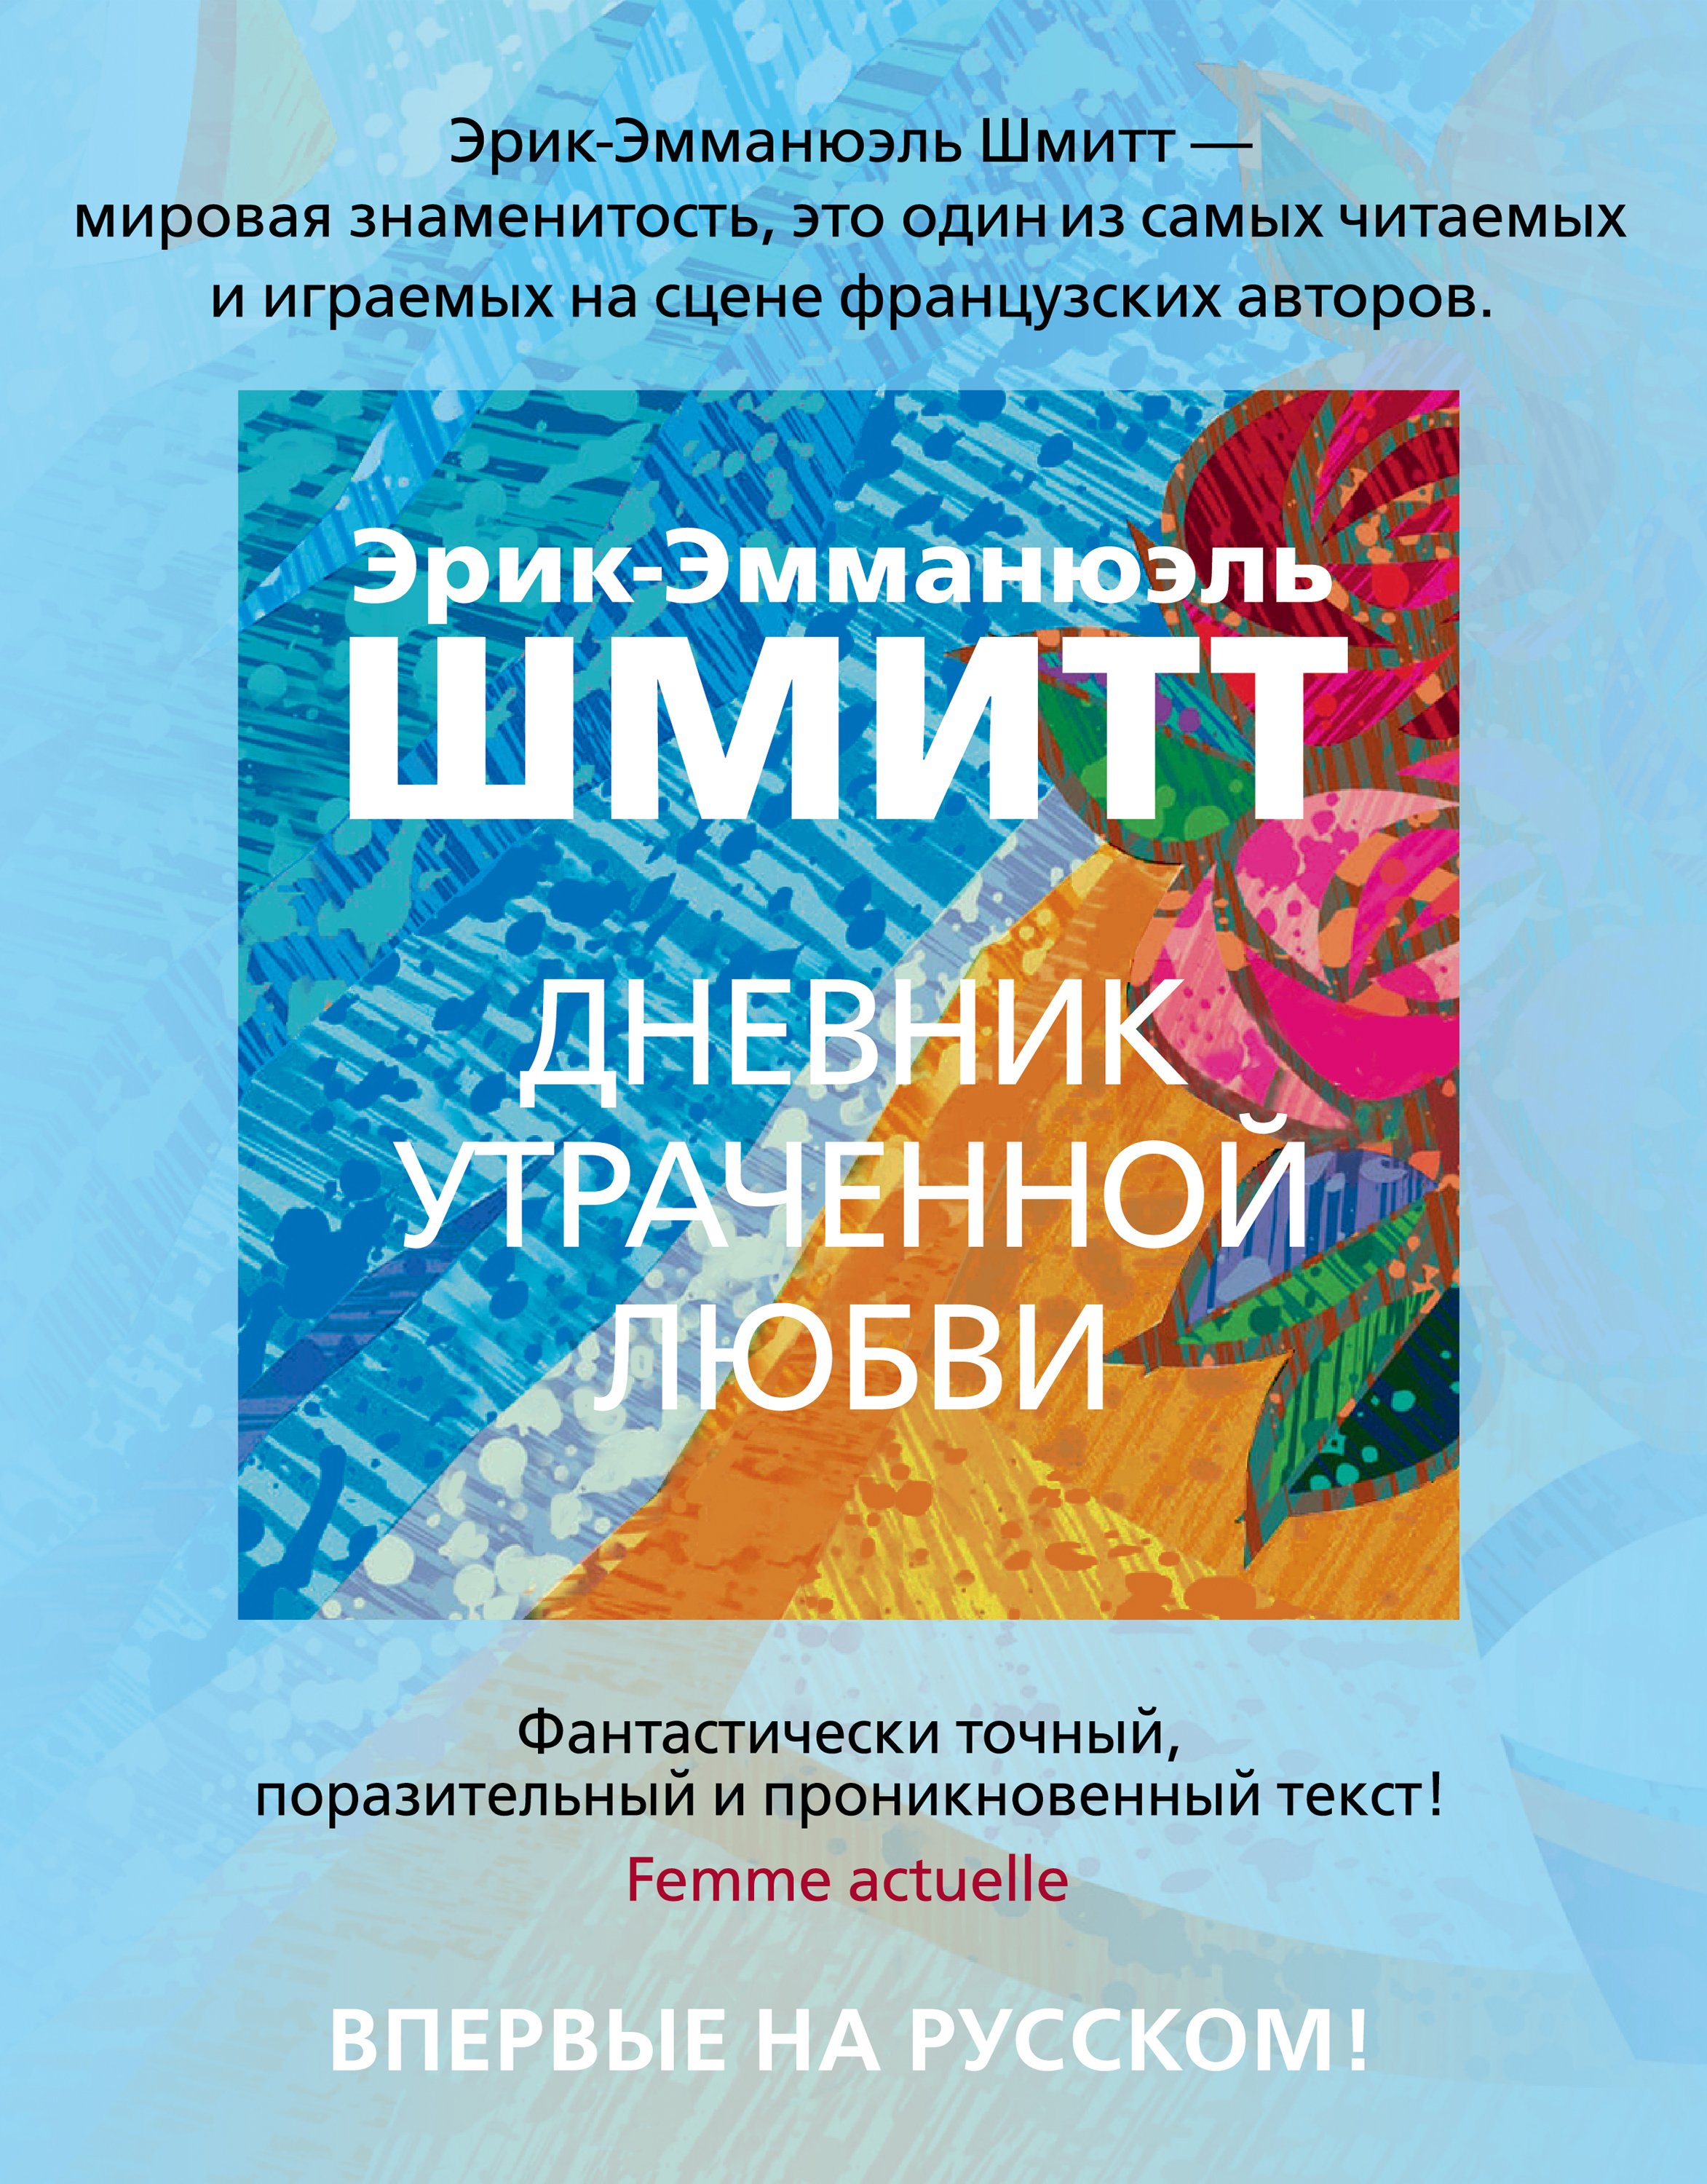 Эрик-Эммануэль Шмитт —
мировая знаменитость, это один из самых читаемых
и играемых на сцене французских авторов.
Эрик-Эммануэль
ШМИТТ
ДНЕВНИК
УТРАЧЕННОЙ
ЛЮБВИ
Фантастически точный,
поразительный и проникновенный текст!
Femme actuelle
ВПЕРВЫЕ НА РУССКОМ!